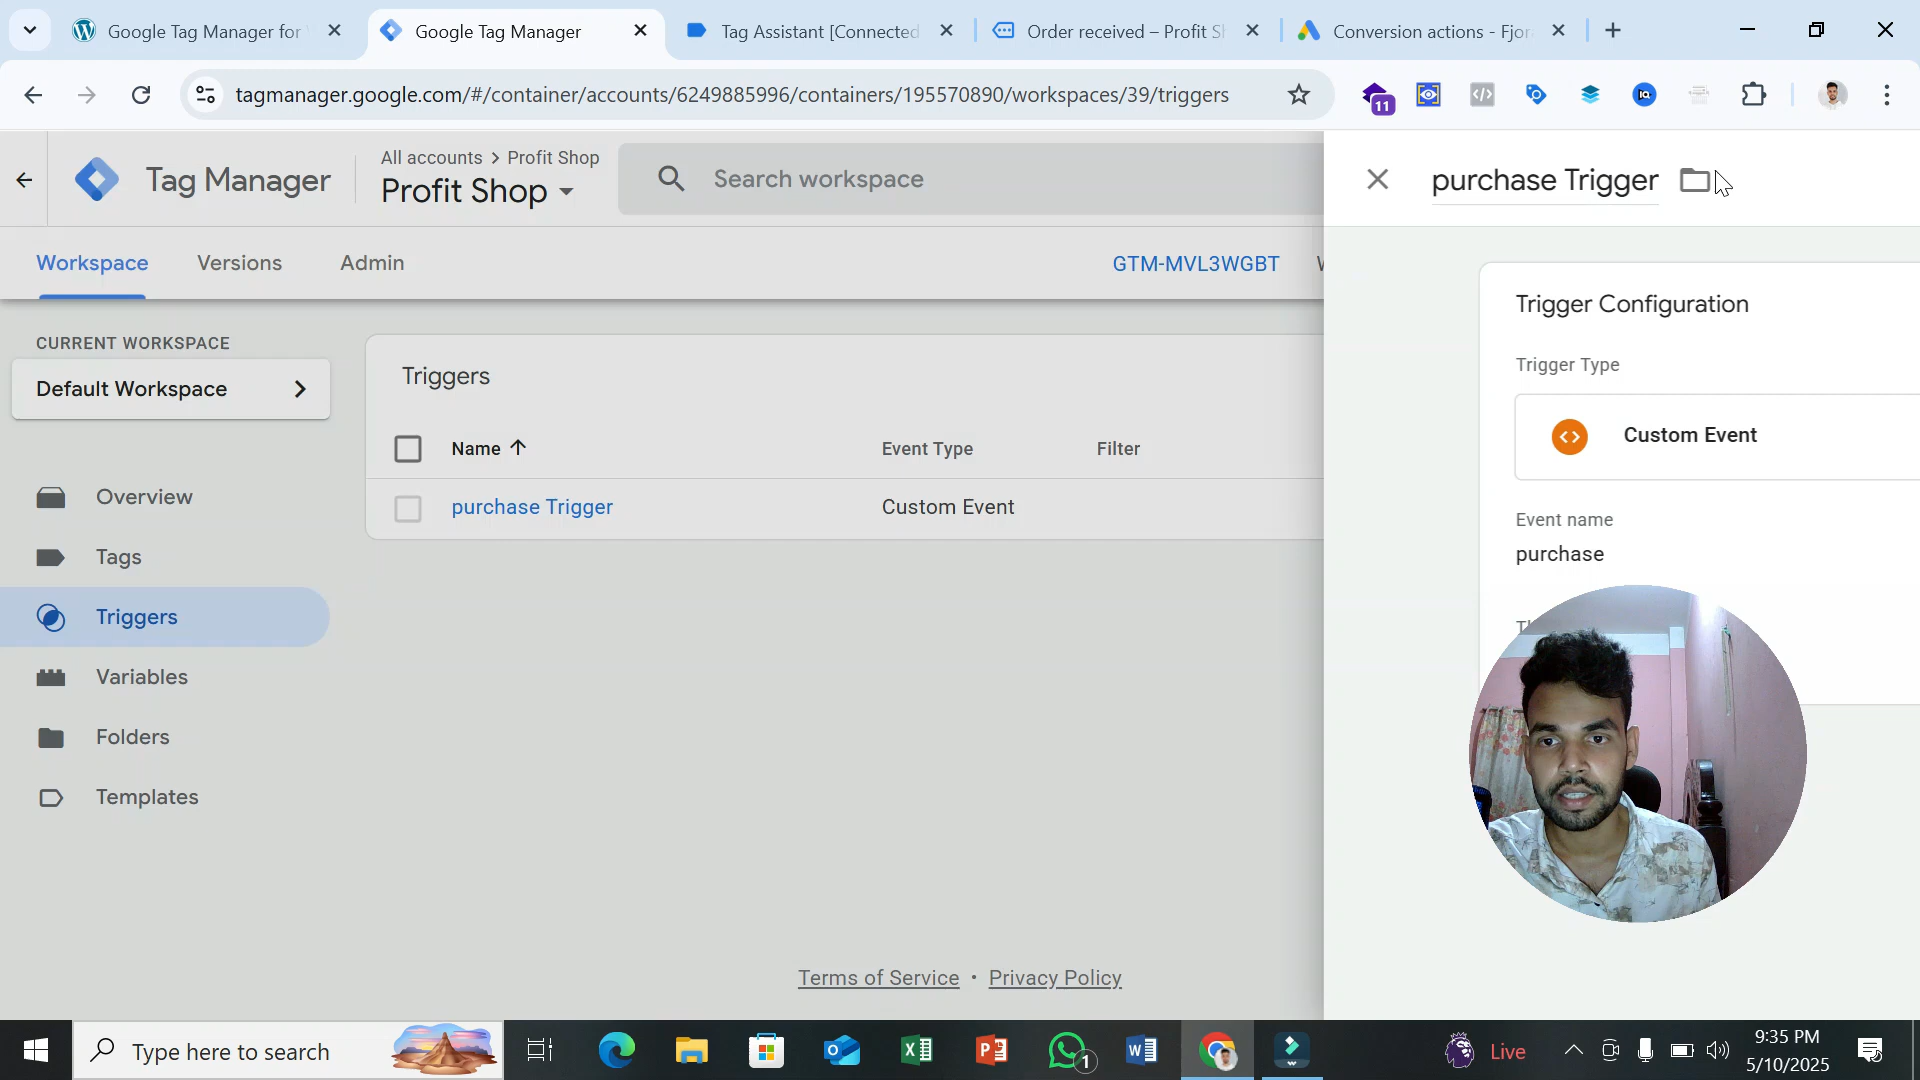 Google Tag Manager for
Google Tag Manager
Tag Assistant [Connected
Order received – Profit S
Conversion actions - Fjor
tagmanager.google.com/#/container/accounts/6249885996/containers/195570890/workspaces/39/triggers
11
Tag Manager
All accounts > Profit Shop
Profit Shop
Search workspace
purchase Trigger
Workspace
Versions
Admin
GTM-MVL3WGBT
Trigger Configuration
CURRENT WORKSPACE
Default Workspace
Triggers
Trigger Type
Custom Event
Name
Event Type
Filter
purchase Trigger
Custom Event
Event name
purchase
Overview
Tags
Triggers
Variables
Folders
Templates
Terms of Service • Privacy Policy
Type here to search
1
Live
9:35 PM
5/10/2025